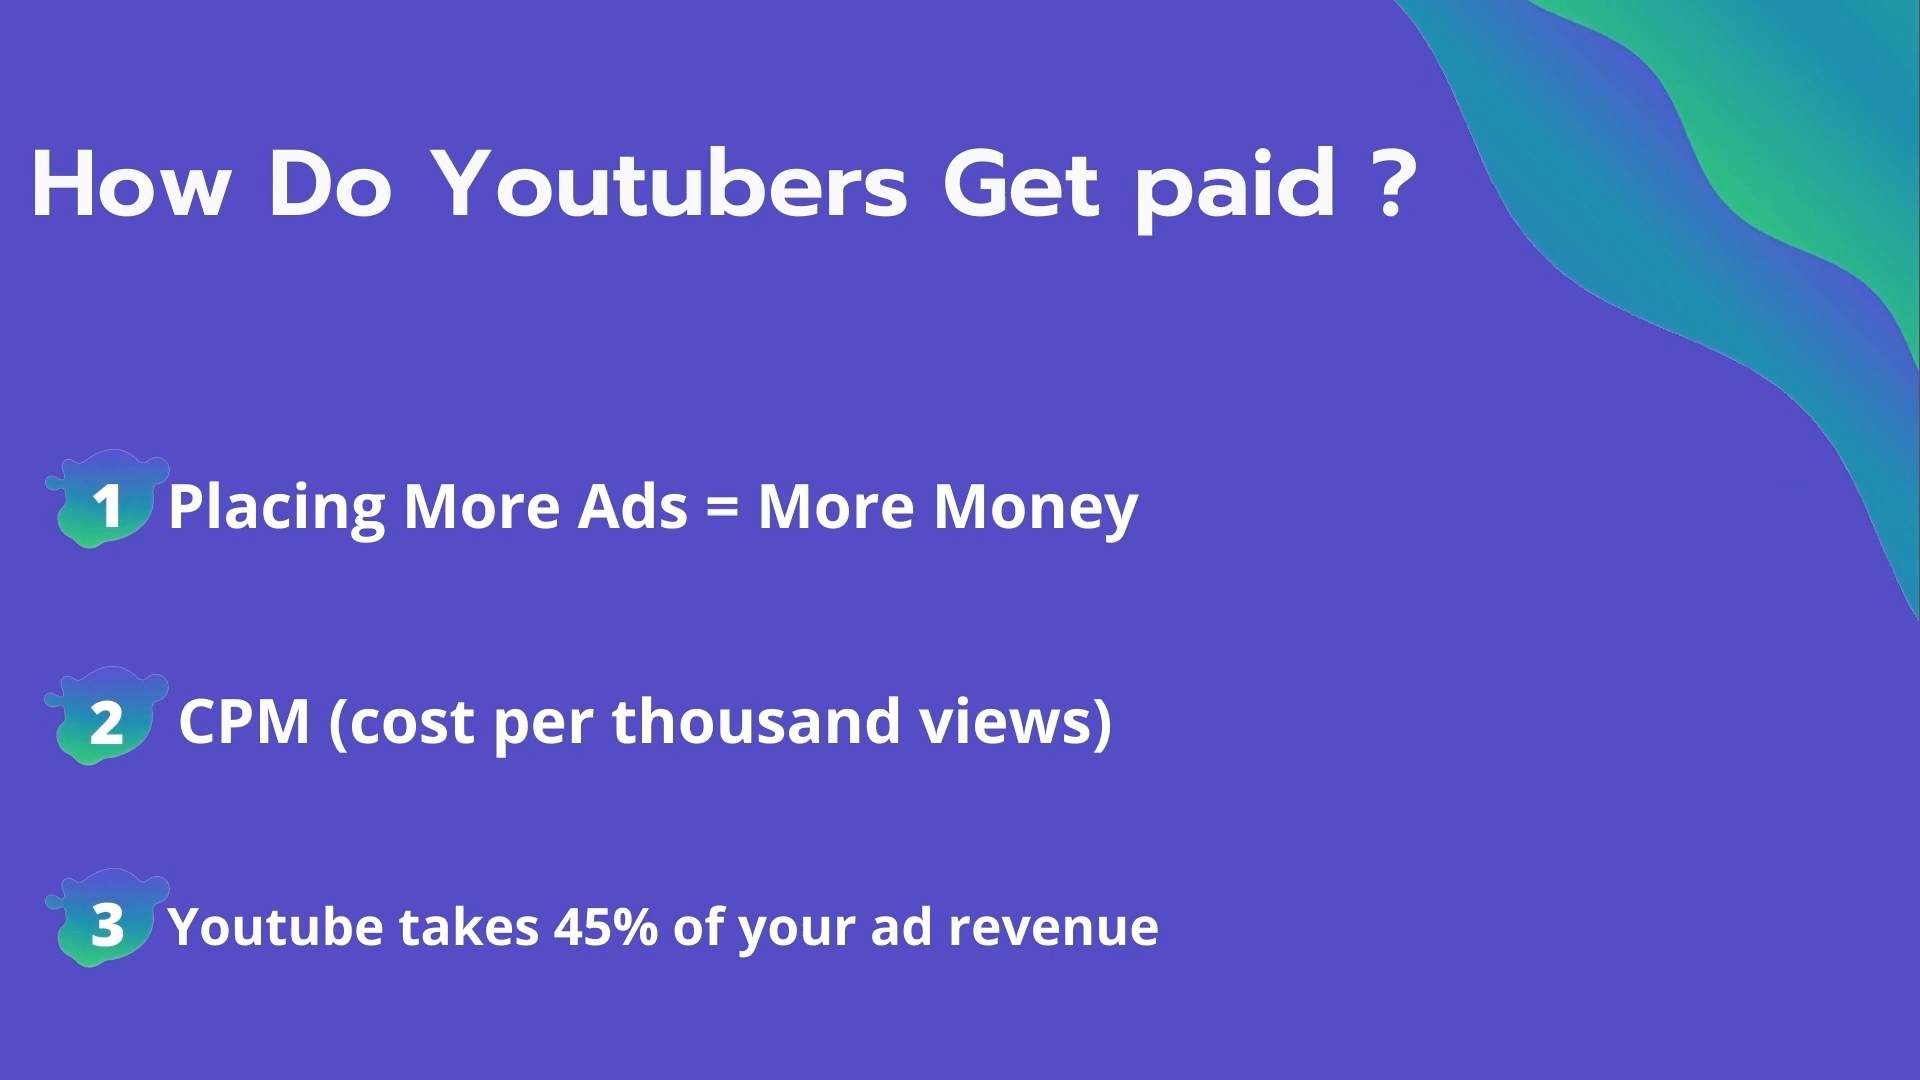 How Do Youtubers Get paid ?
1 Placing More Ads = More Money
2 CPM (cost per thousand views)
3 Youtube takes 45% of your ad revenue